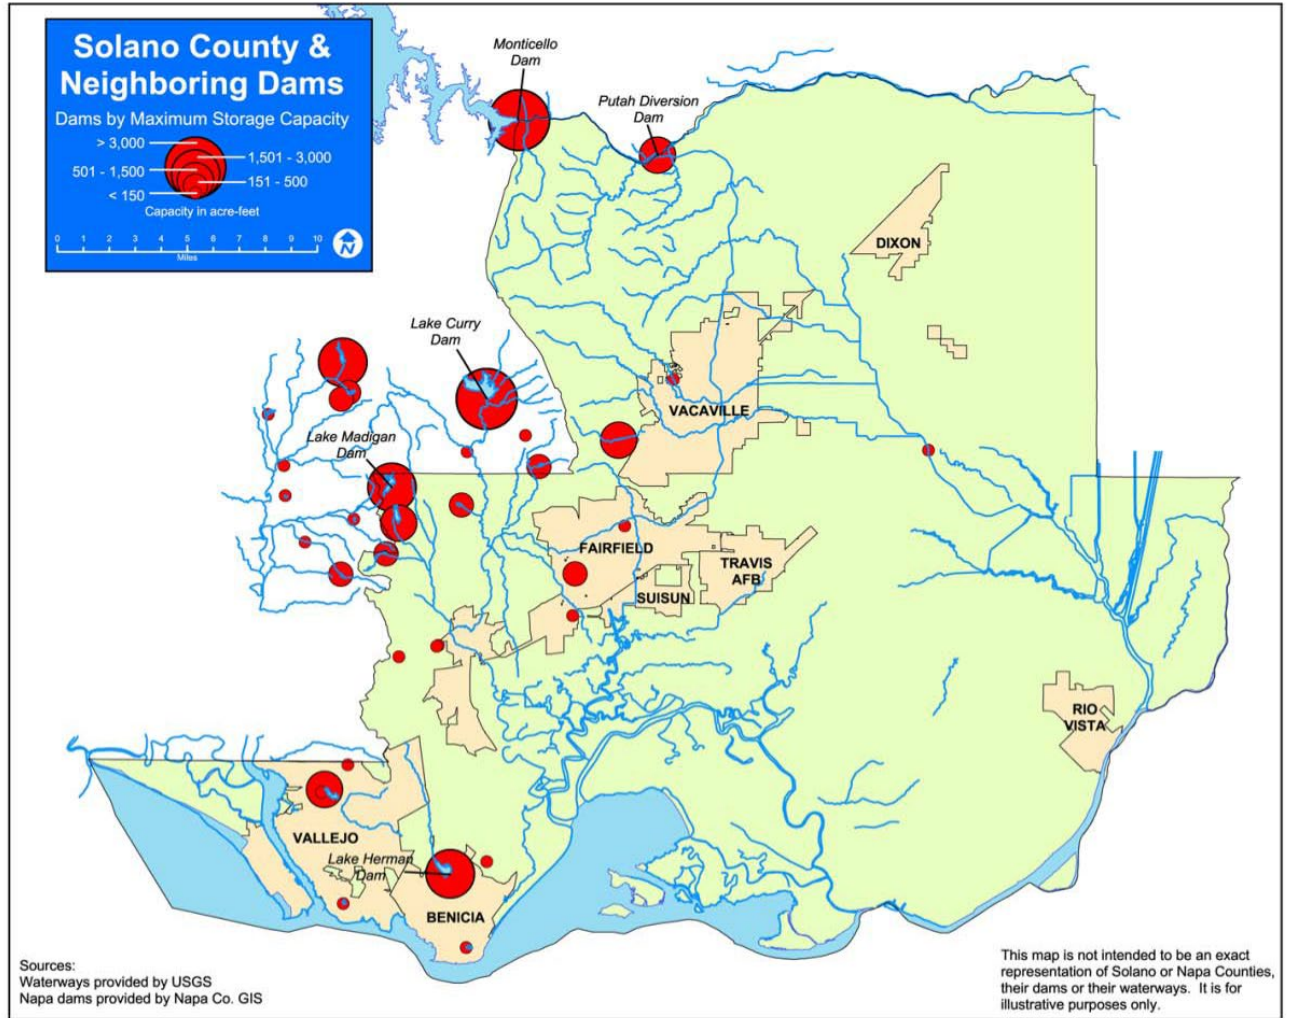 Solano County &
Neighboring Dams
Dams by Maximum Storage Capacity
> 3,000
1,501 - 3,000
501 - 1,500
151 - 500
< 150
Capacity in acre-feet
0 1 2 3 4 5 6 7 8 9 10
Miles
N
Monticello
Dam
Putah Diversion
Dam
DIXON
Lake Curry
Dam
VACAVILLE
Lake Madigan
Dam
FAIRFIELD
TRAVIS
AFB
SUISUN
RIO
VISTA
VALLEJO
Lake Herman
Dam
BENICIA
Sources:
Waterways provided by USGS
Napa dams provided by Napa Co. GIS
This map is not intended to be an exact
representation of Solano or Napa Counties,
their dams or their waterways.  It is for
illustrative purposes only.